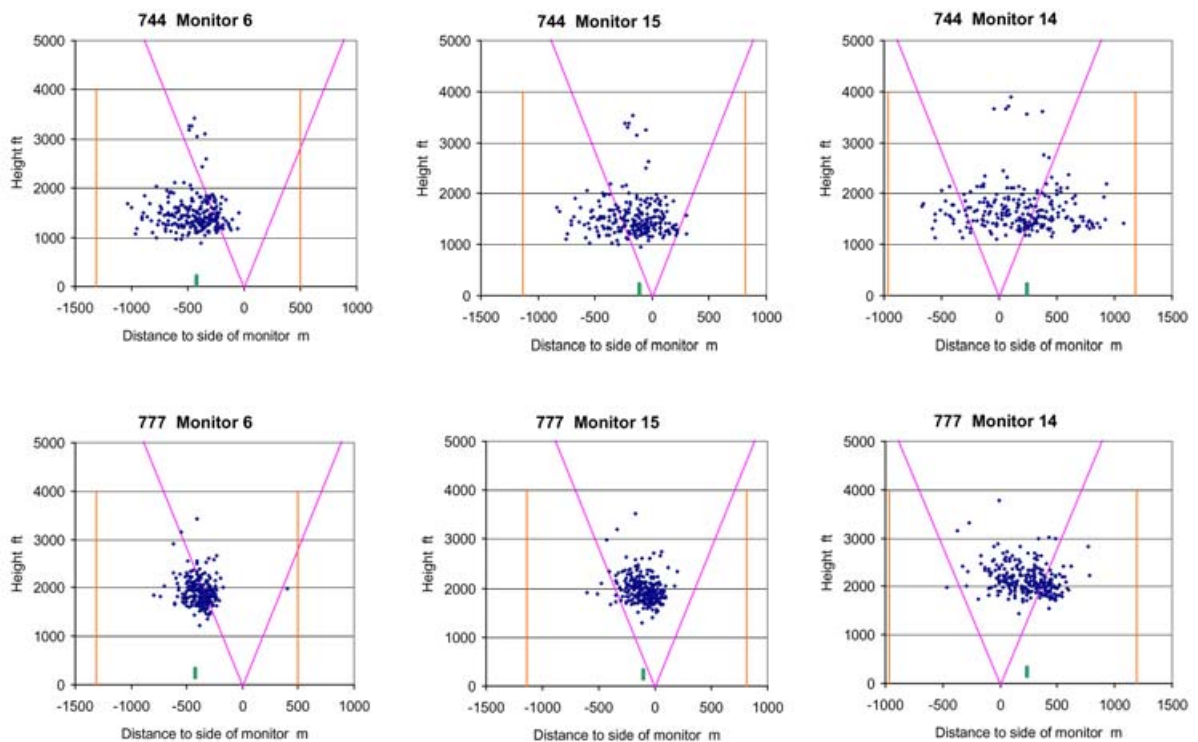 744 Monitor 6
5000
4000
3000
2000
1000
0
Height ft
-1500 -1000 -500 0 500 1000
Distance to side of monitor m
744 Monitor 15
5000
4000
3000
2000
1000
0
Height ft
-1500 -1000 -500 0 500 1000
Distance to side of monitor m
744 Monitor 14
5000
4000
3000
2000
1000
0
Height ft
-1000 -500 0 500 1000 1500
Distance to side of monitor m
777 Monitor 6
5000
4000
3000
2000
1000
0
Height ft
-1500 -1000 -500 0 500 1000
Distance to side of monitor m
777 Monitor 15
5000
4000
3000
2000
1000
0
Height ft
-1500 -1000 -500 0 500 1000
Distance to side of monitor m
777 Monitor 14
5000
4000
3000
2000
1000
0
Height ft
-1000 -500 0 500 1000 1500
Distance to side of monitor m